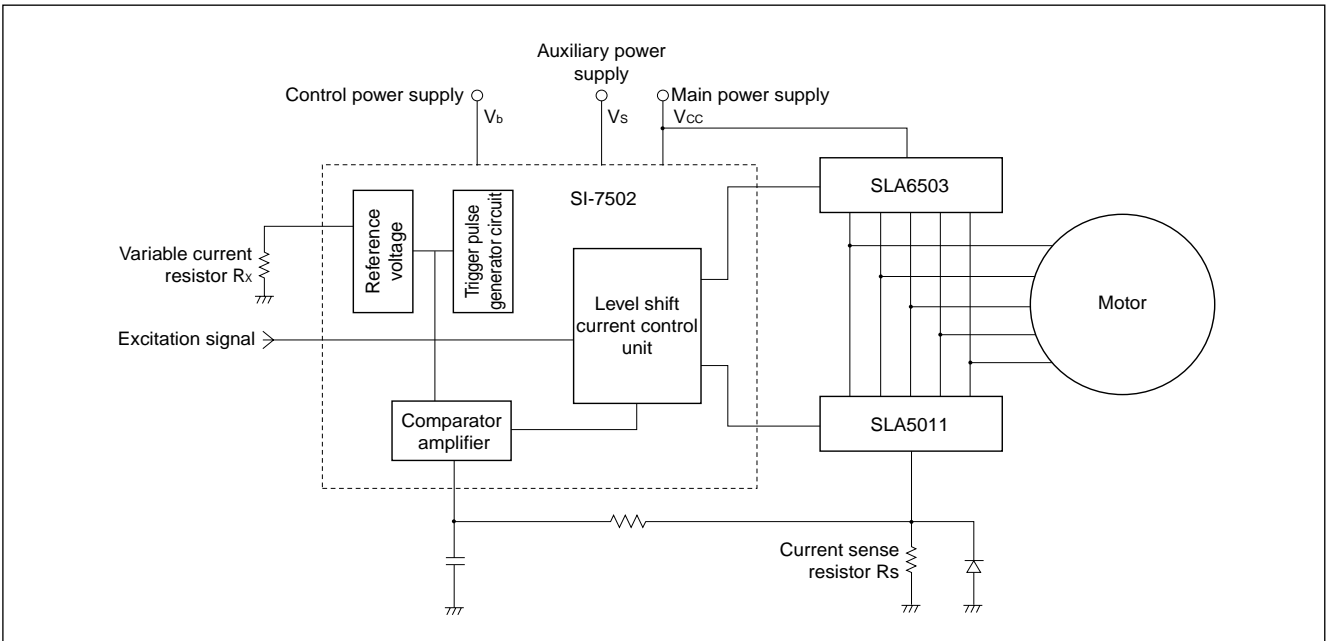 Auxiliary power
supply
Control power supply
Main power supply
Vb
Vs
VCC
SLA6503
SI-7502
Reference
voltage
Trigger pulse
generator circuit
Variable current
resistor RX
Level shift
current control
unit
Motor
Excitation signal
Comparator
amplifier
SLA5011
Current sense
resistor Rs